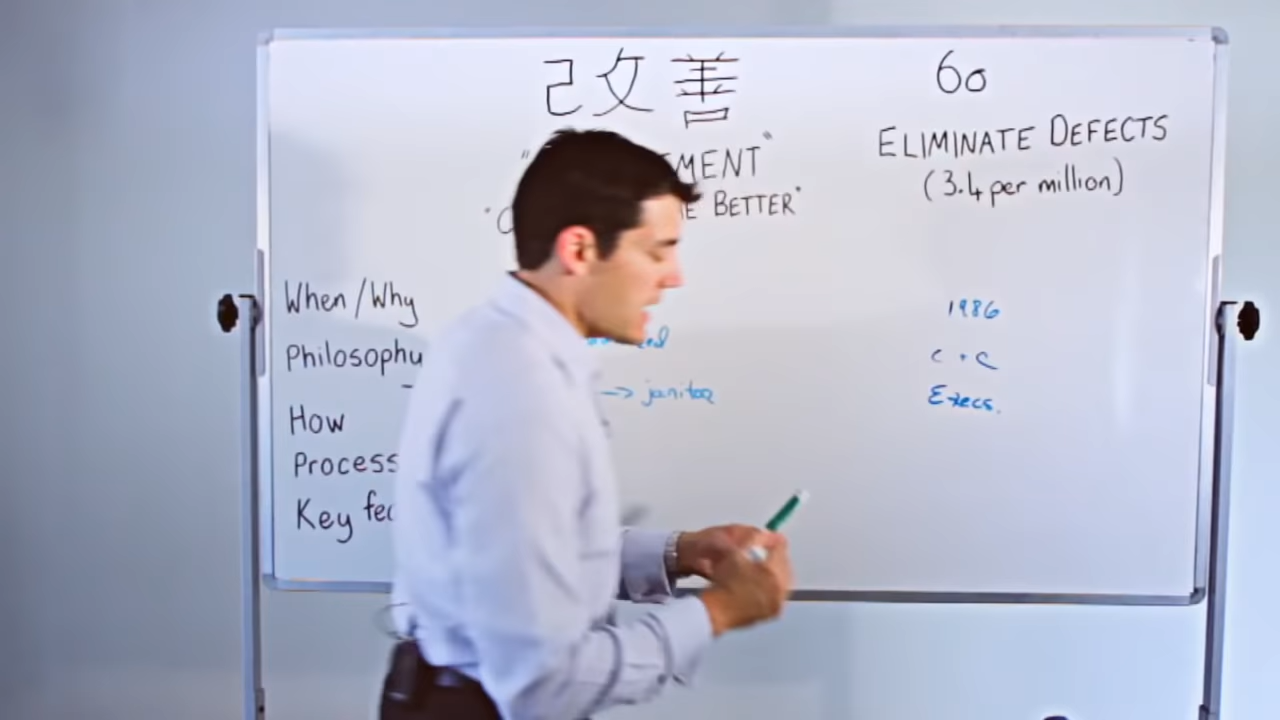 改善
6σ
MENT"
BETTER"
ELIMINATE DEFECTS
(3.4 per million)
When/Why
1986
Philosophy
C + C
→ janitor
Execs.
How
Process
Key